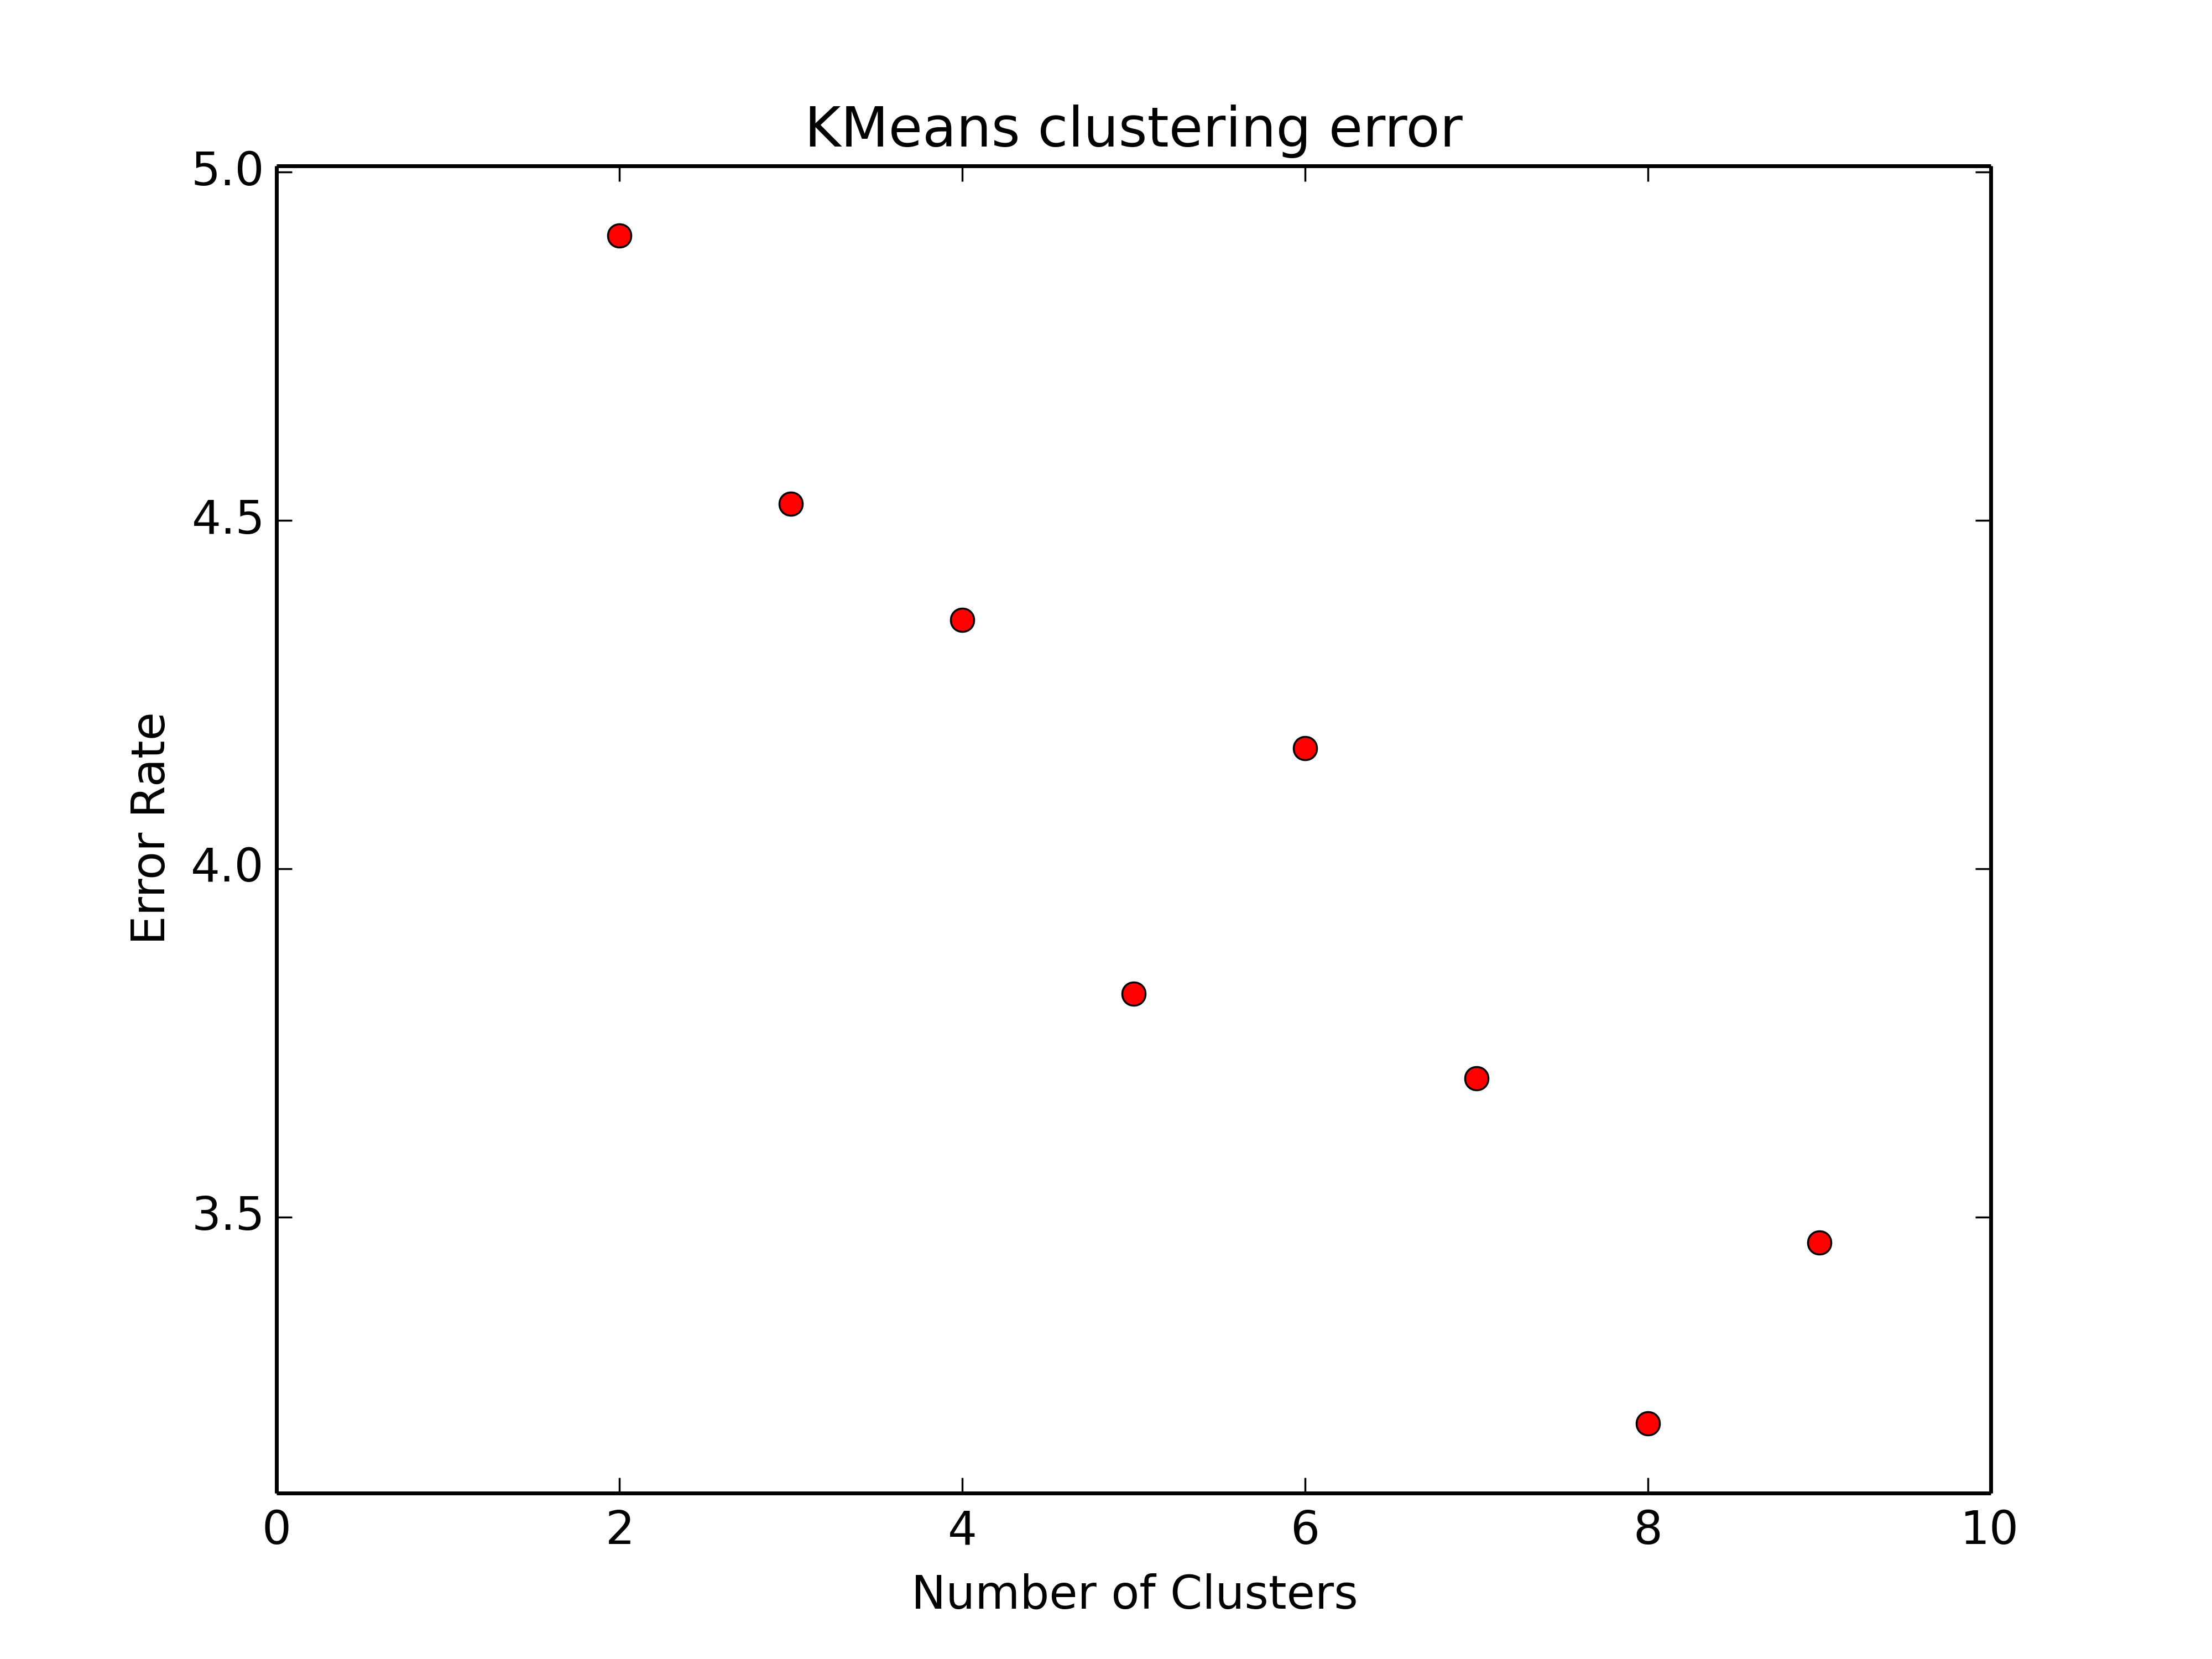 KMeans clustering error
5.0
4.5
4.0
3.5
Error Rate
0 2 4 6 8 10
Number of Clusters